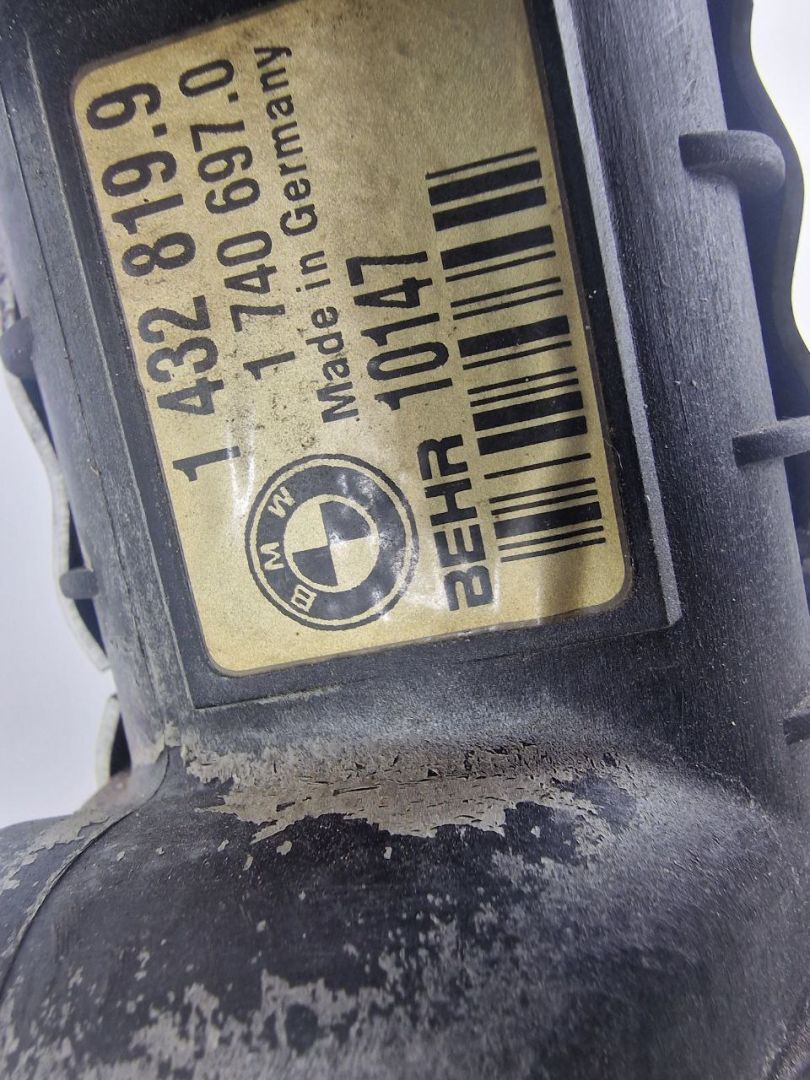 1 432 819.9
1 740 697.0
Made in Germany
BMW
BEHR 10147